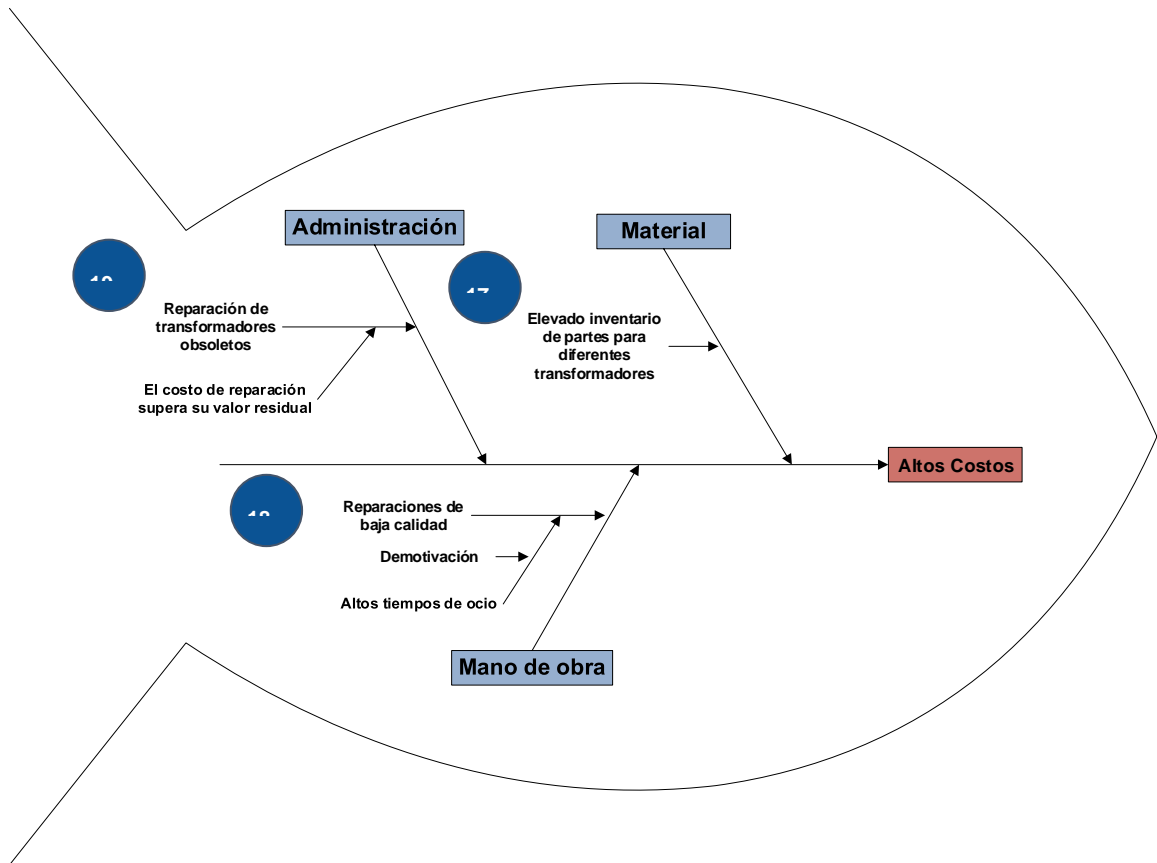 Administración
Material
Reparación de
transformadores
obsoletos
El costo de reparación
supera su valor residual
17
Elevado inventario
de partes para
diferentes
transformadores
Altos Costos
Reparaciones de
baja calidad
Demotivación
Altos tiempos de ocio
Mano de obra